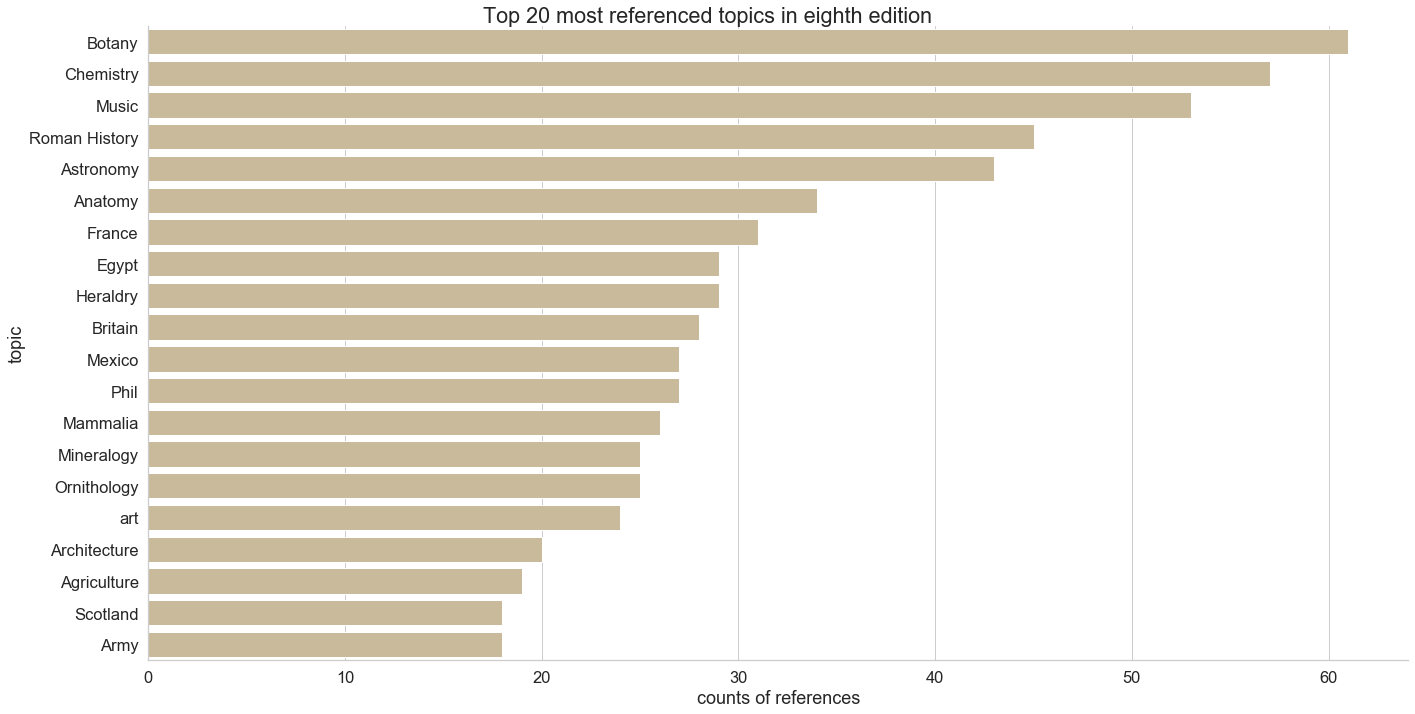 Top 20 most referenced topics in eighth edition
topic
Botany
Chemistry
Music
Roman History
Astronomy
Anatomy
France
Egypt
Heraldry
Britain
Mexico
Phil
Mammalia
Mineralogy
Ornithology
art
Architecture
Agriculture
Scotland
Army
0 10 20 30 40 50 60
counts of references